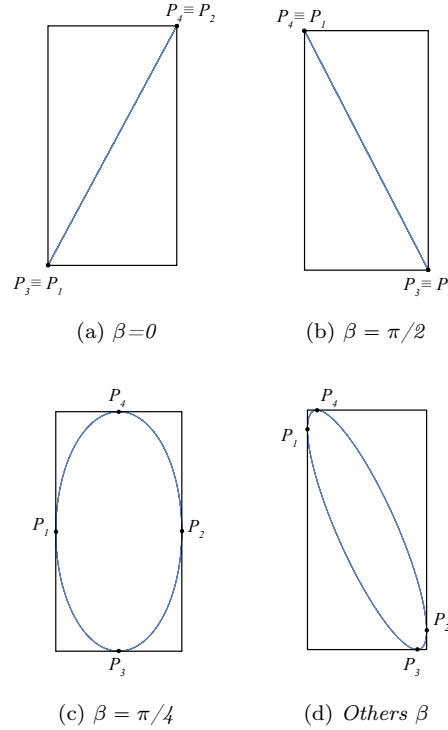 P₄≡ P₂
P₃≡ P₁
(a) β=0
P₄≡ P₁
P₃≡ P
(b) β = π/2
P₄
P₁
P₂
P₃
(c) β = π/4
P₄
P₁
P₂
P₃
(d) Others β